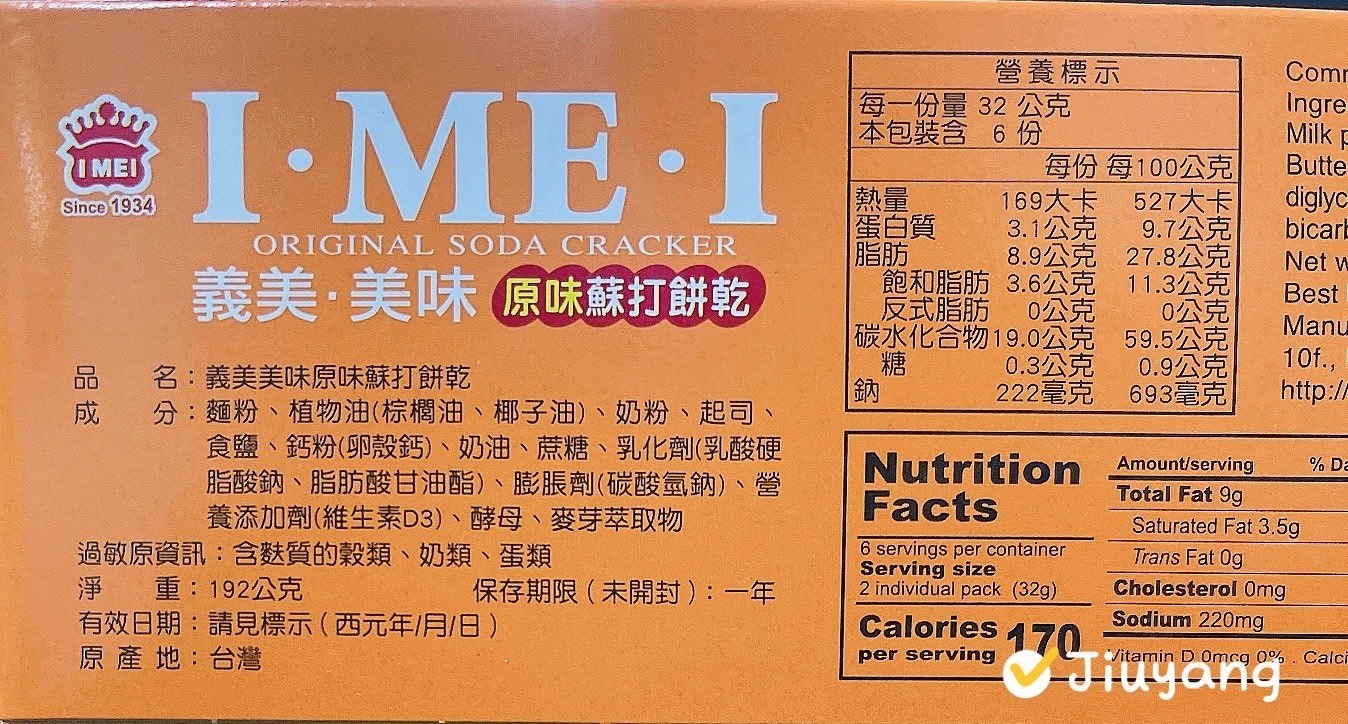 I MEI
Since 1934
I·MEI
ORIGINAL SODA CRACKER
義美·美味 原味蘇打餅乾
品名：義美美味原味蘇打餅乾
成分：麵粉、植物油(棕櫚油、椰子油)、奶粉、起司、
食鹽、鈣粉(卵殼鈣)、奶油、蔗糖、乳化劑(乳酸硬
脂酸鈉、脂肪酸甘油酯)、膨脹劑(碳酸氫鈉)、營
養添加劑(維生素D3)、酵母、麥芽萃取物
過敏原資訊：含麩質的穀類、奶類、蛋類
淨重：192公克 保存期限（未開封）：一年
有效日期：請見標示（西元年/月/日）
原產地：台灣
營養標示
每一份量 32 公克
本包裝含 6 份
每份 每100公克
熱量 169大卡 527大卡
蛋白質 3.1公克 9.7公克
脂肪 8.9公克 27.8公克
飽和脂肪 3.6公克 11.3公克
反式脂肪 0公克 0公克
碳水化合物 19.0公克 59.5公克
糖 0.3公克 0.9公克
鈉 222毫克 693毫克
Nutrition
Facts
6 servings per container
Serving size
2 individual pack (32g)
Calories
per serving 170
Amount/serving % Da
Total Fat 9g
Saturated Fat 3.5g
Trans Fat 0g
Cholesterol 0mg
Sodium 220mg
Vitamin D 0mcg 0% . Calci
Com
Ingre
Milk p
Butte
diglyc
bicarb
Net w
Best
Manu
10f.,
http://
Jiuyang